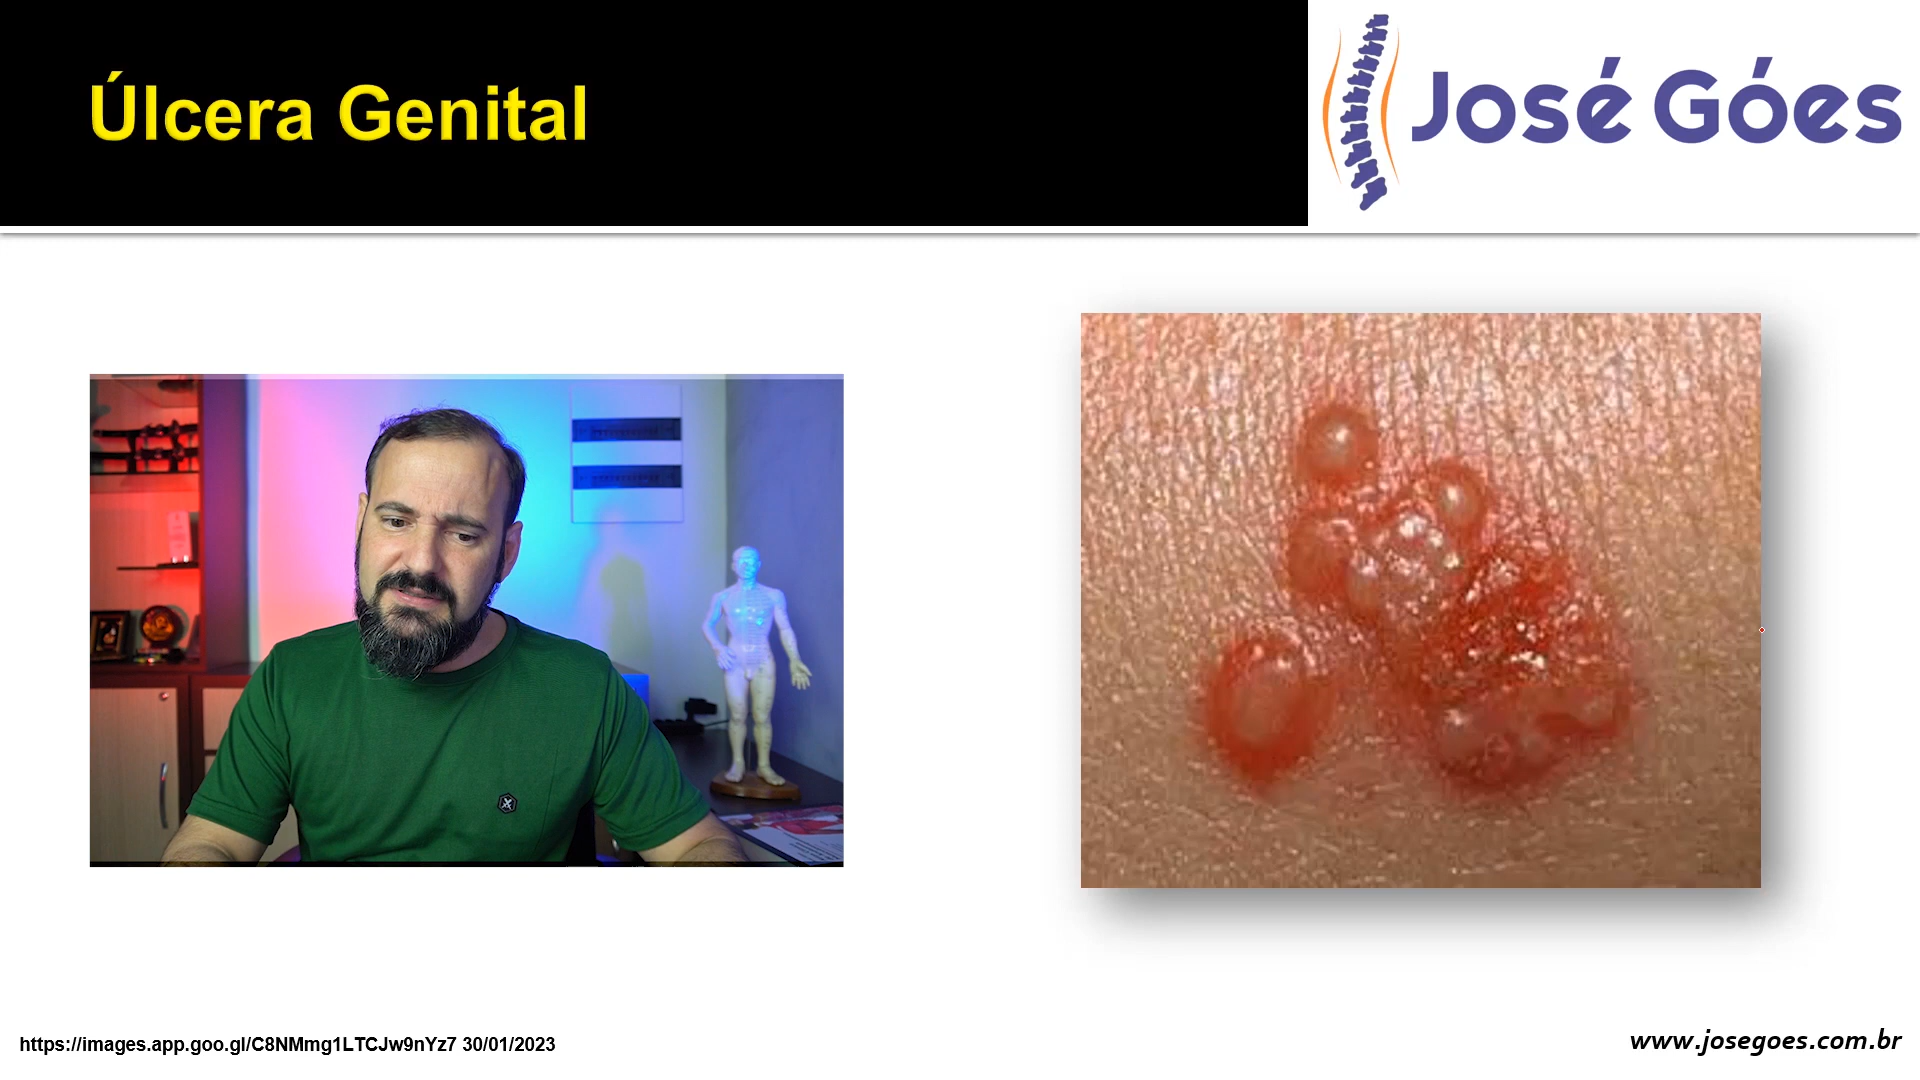 Úlcera Genital
José Góes
https://images.app.goo.gl/C8NMmg1LTCJw9nYz7 30/01/2023
www.josegoes.com.br